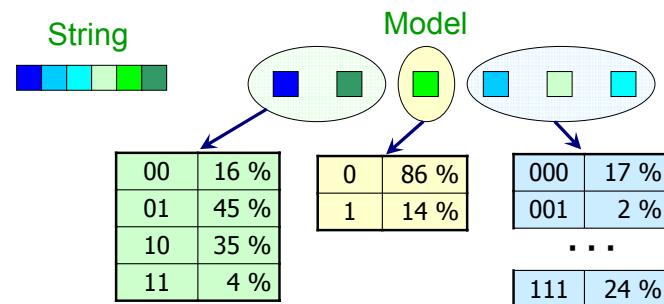 String
Model
00 16 %
01 45 %
10 35 %
11 4 %
0 86 %
1 14 %
000 17 %
001 2 %
...
111 24 %